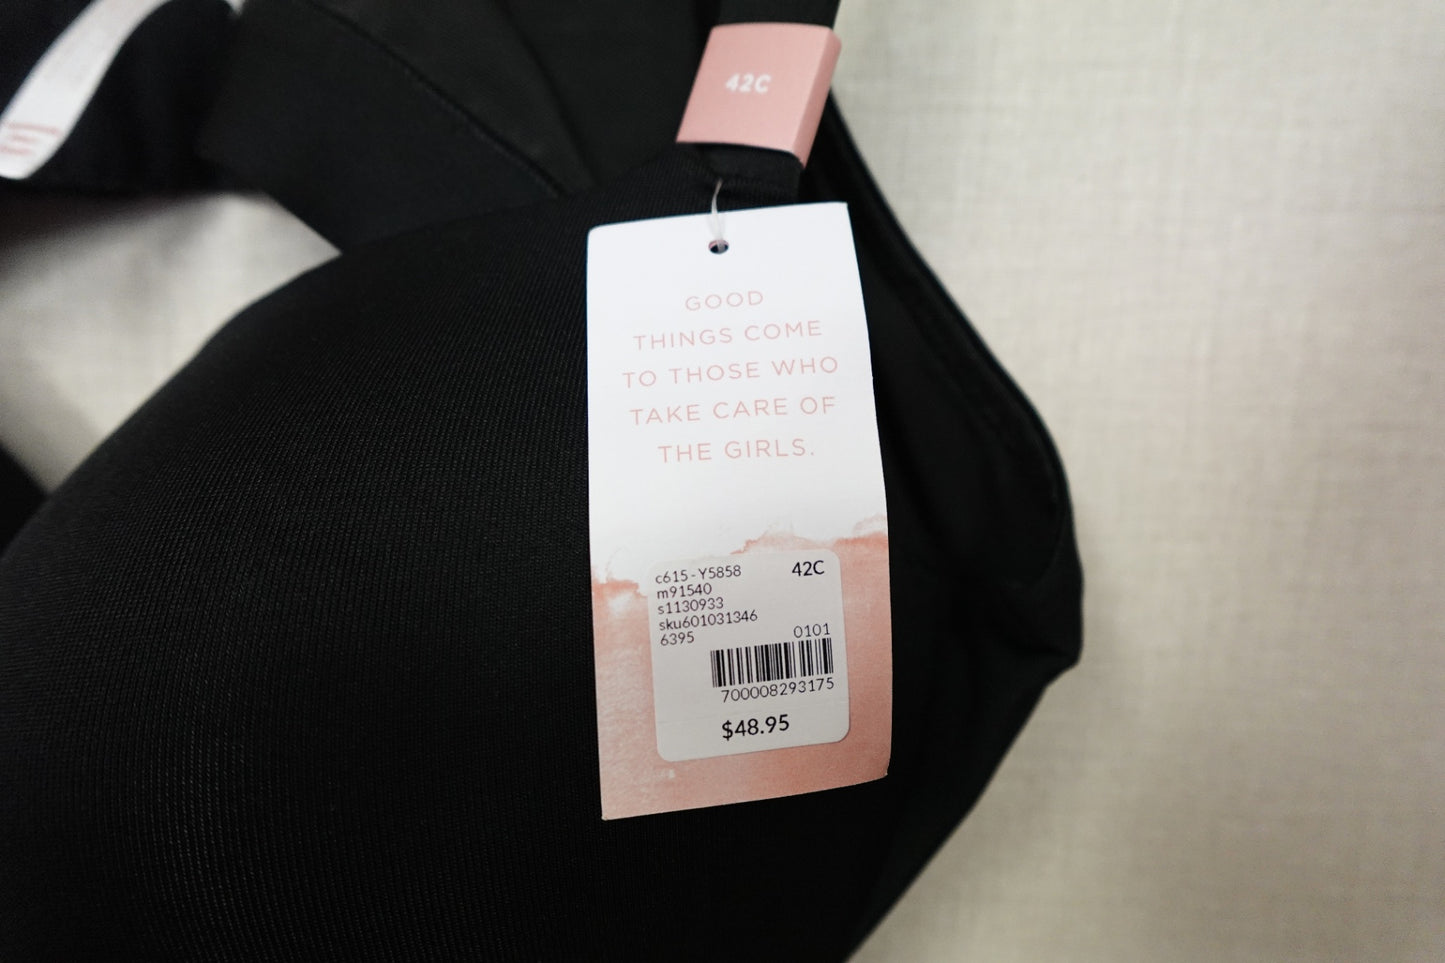 42C
GOOD
THINGS COME
TO THOSE WHO
TAKE CARE OF
THE GIRLS.
c615-Y5858 42C
m91540
s1130933
sku601031346
6395 0101
700008293175
$48.95